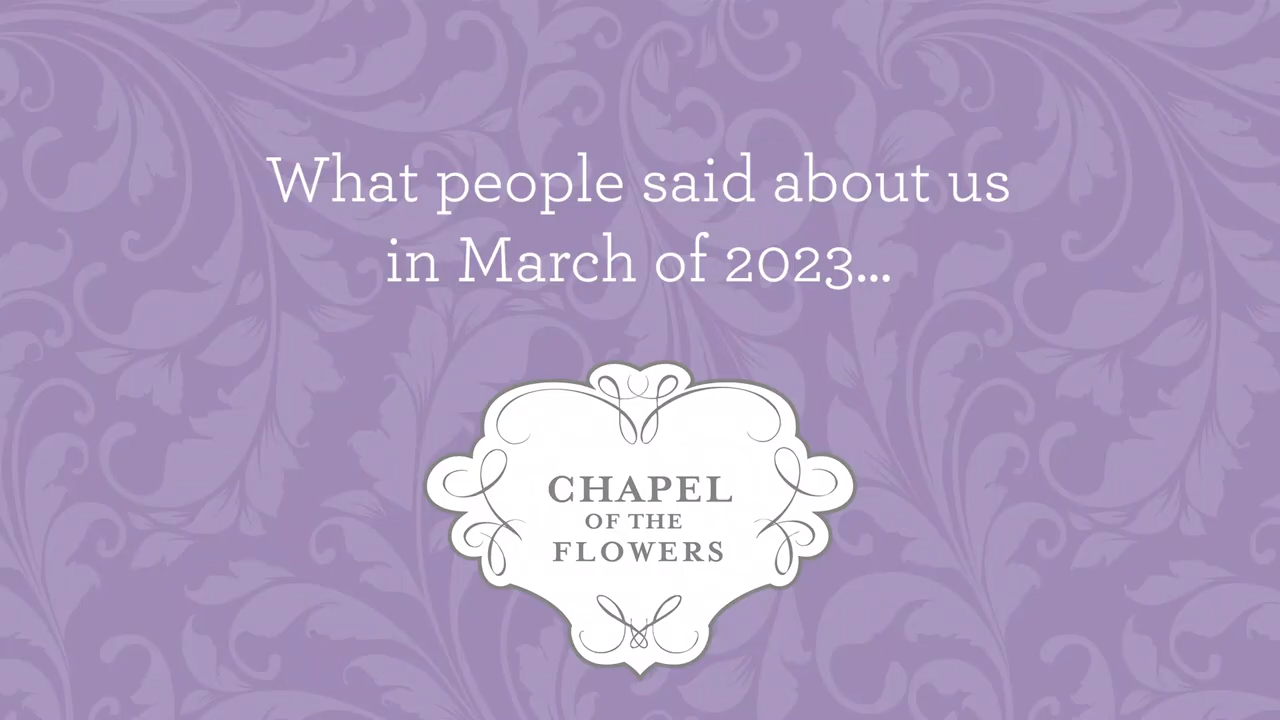 What people said about us
in March of 2023...
CHAPEL
OF THE
FLOWERS